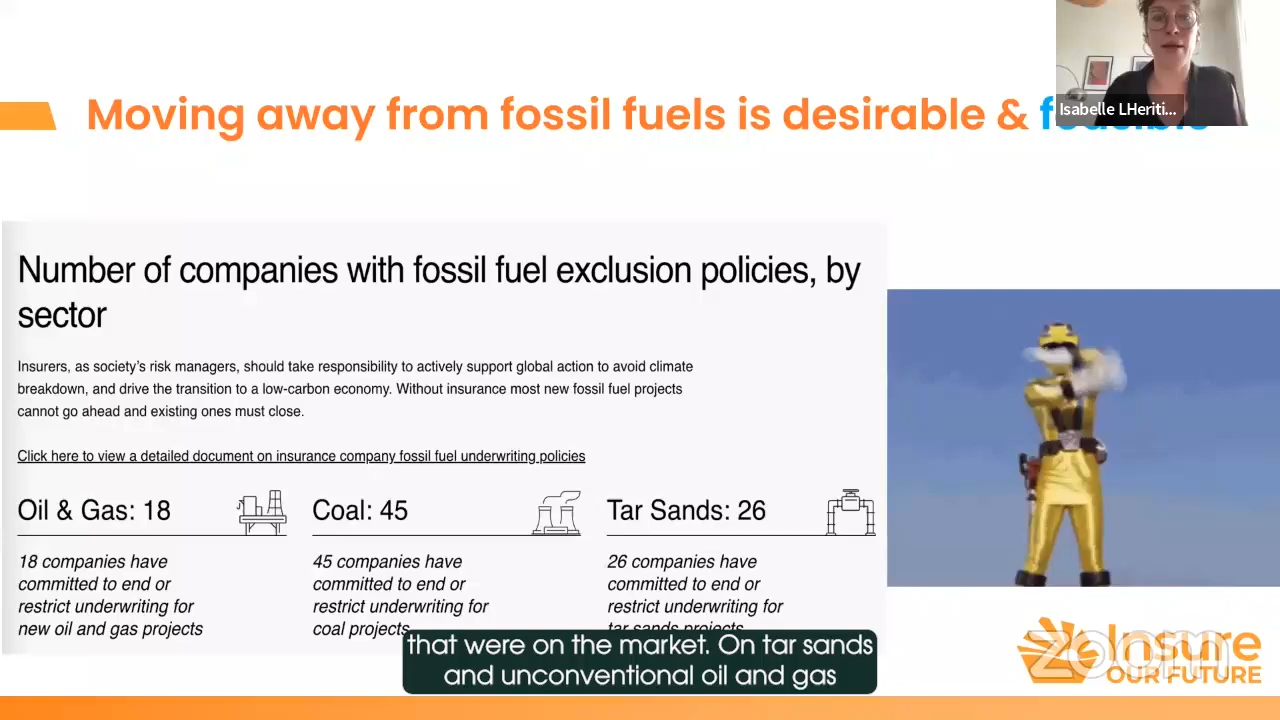 Isabelle LHeriti...
Moving away from fossil fuels is desirable &
Number of companies with fossil fuel exclusion policies, by
sector
Insurers, as society's risk managers, should take responsibility to actively support global action to avoid climate
breakdown, and drive the transition to a low-carbon economy. Without insurance most new fossil fuel projects
cannot go ahead and existing ones must close.
Click here to view a detailed document on insurance company fossil fuel underwriting policies
Oil & Gas: 18
18 companies have
committed to end or
restrict underwriting for
new oil and gas projects
Coal: 45
45 companies have
committed to end or
restrict underwriting for
coal projects
Tar Sands: 26
26 companies have
committed to end or
restrict underwriting for
tar sands projects
that were on the market. On tar sands
and unconventional oil and gas
zoom
Insure
OUR FUTURE